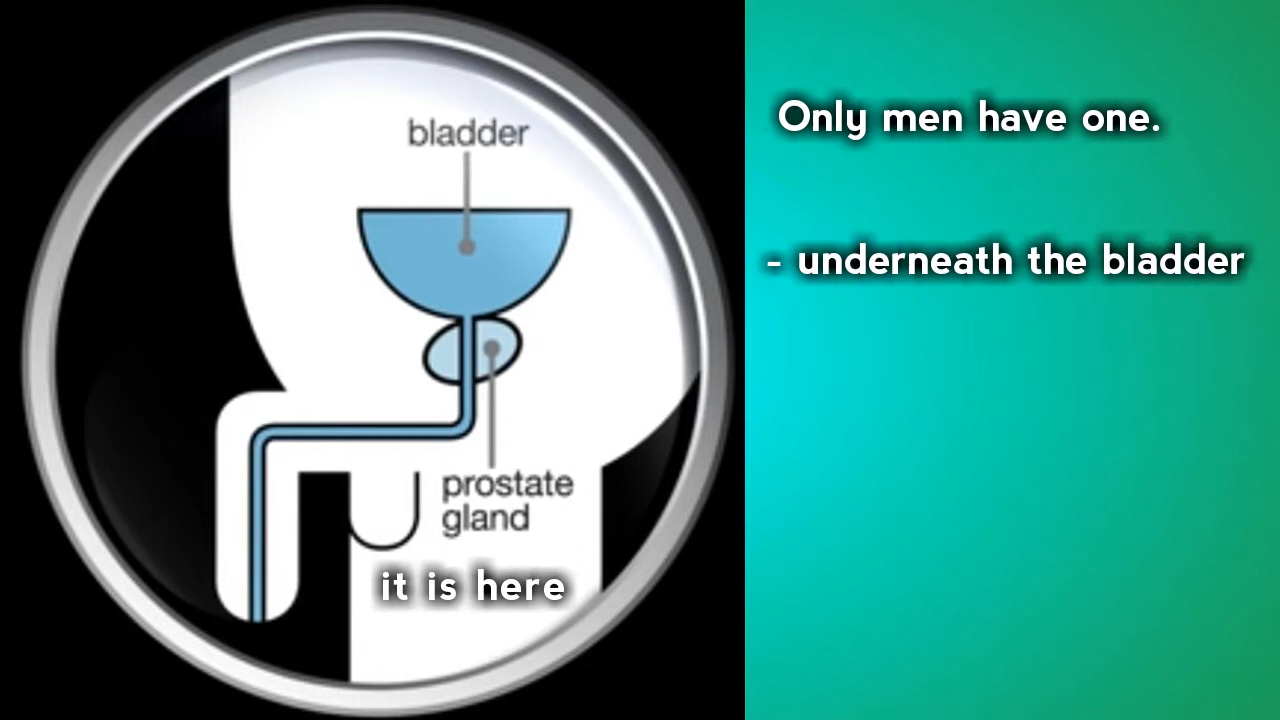 bladder
prostate
gland
it is here
Only men have one.
- underneath the bladder